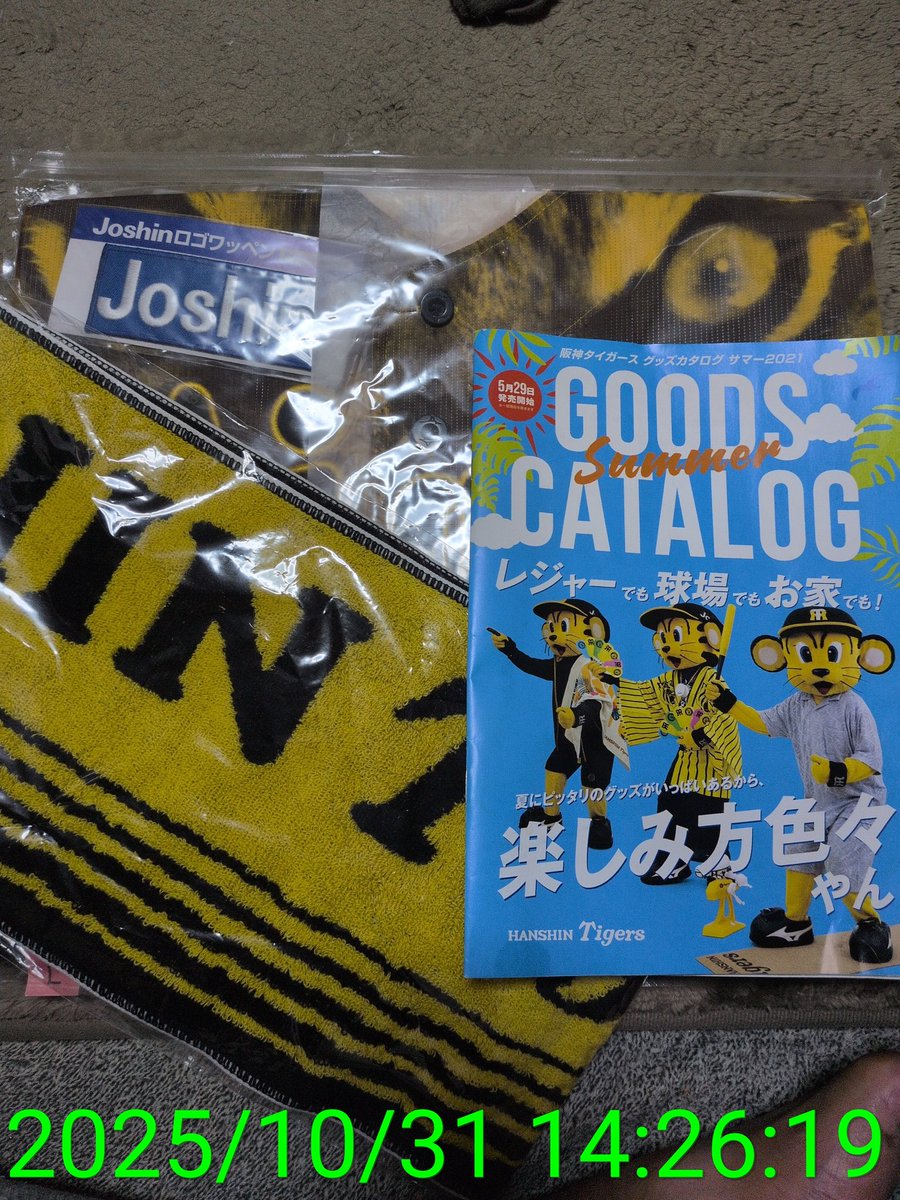 Joshinロゴワッペン
Joshin
阪神タイガース グッズカタログ サマー2021
5月29日
発売開始
GOODS
Summer
CATALOG
レジャーでも球場でもお家でも!
夏にピッタリのグッズがいっぱいあるから、
楽しみ方色々
やん
HANSHIN Tigers
L
2025/10/31 14:26:19